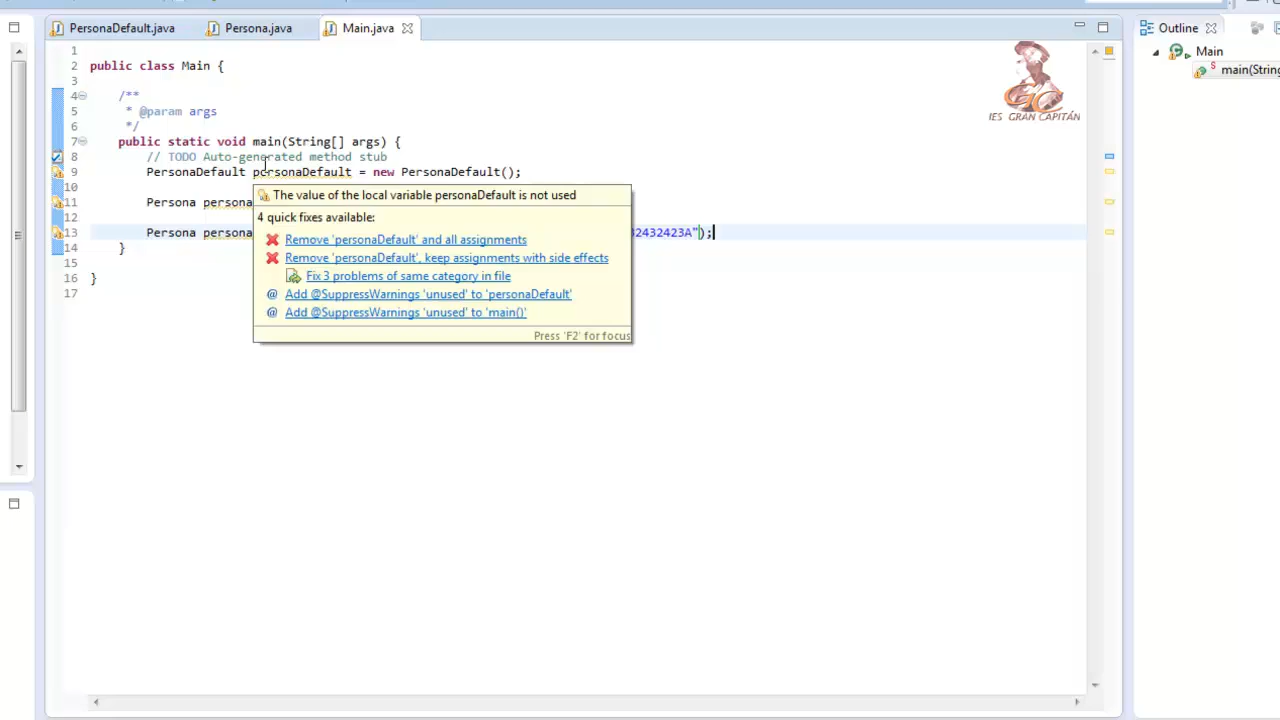 PersonaDefault.java
Persona.java
Main.java
Outline
Main
main(String
IES GRAN CAPITÁN
1
2 public class Main {
3
4 /**
5 * @param args
6 */
7 public static void main(String[] args) {
8 // TODO Auto-generated method stub
9 PersonaDefault personaDefault = new PersonaDefault();
10
11 Persona persona
12
13 Persona persona 32432423A");
14 }
15
16 }
17
The value of the local variable personaDefault is not used
4 quick fixes available:
Remove 'personaDefault' and all assignments
Remove 'personaDefault', keep assignments with side effects
Fix 3 problems of same category in file
@ Add @SuppressWarnings 'unused' to 'personaDefault'
@ Add @SuppressWarnings 'unused' to 'main()'
Press 'F2' for focus